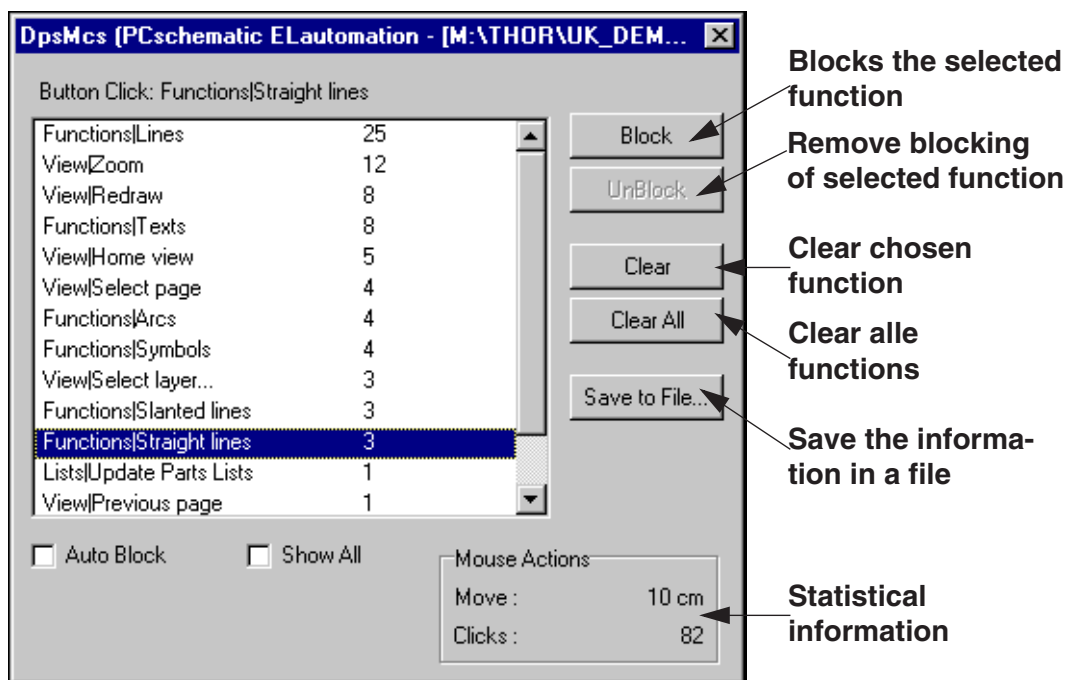 DpsMcs (PCschematic ELautomation - [M:\THOR\UK_DEM...
Button Click: Functions|Straight lines
Functions|Lines 25
View|Zoom 12
View|Redraw 8
Functions|Texts 8
View|Home view 5
View|Select page 4
Functions|Arcs 4
Functions|Symbols 4
View|Select layer... 3
Functions|Slanted lines 3
Functions|Straight lines 3
Lists|Update Parts Lists 1
View|Previous page 1
Block
UnBlock
Clear
Clear All
Save to File...
Auto Block
Show All
Mouse Actions
Move : 10 cm
Clicks : 82
Blocks the selected
function
Remove blocking
of selected function
Clear chosen
function
Clear alle
functions
Save the informa-
tion in a file
Statistical
information